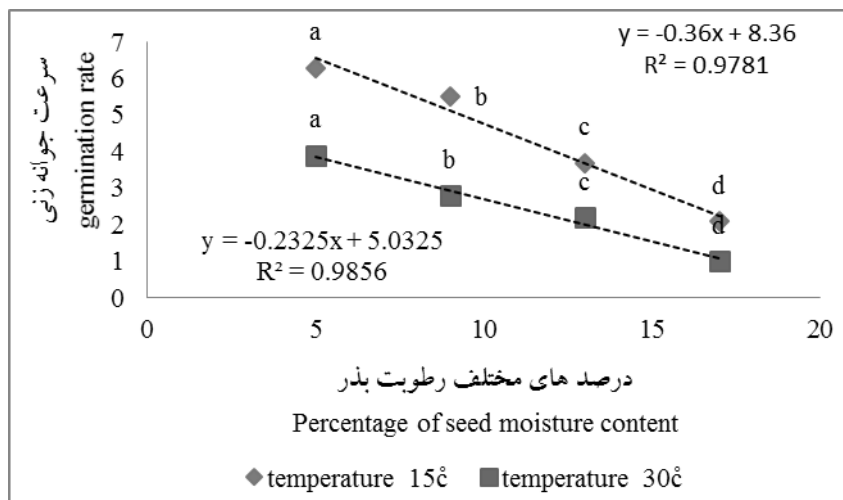 سرعت جوانه زنی
germination rate
7
6
5
4
3
2
1
0
a
b
c
d
a
b
c
d
y = -0.36x + 8.36
R² = 0.9781
y = -0.2325x + 5.0325
R² = 0.9856
0 5 10 15 20
درصد های مختلف رطوبت بذر
Percentage of seed moisture content
temperature 15c̊ temperature 30c̊